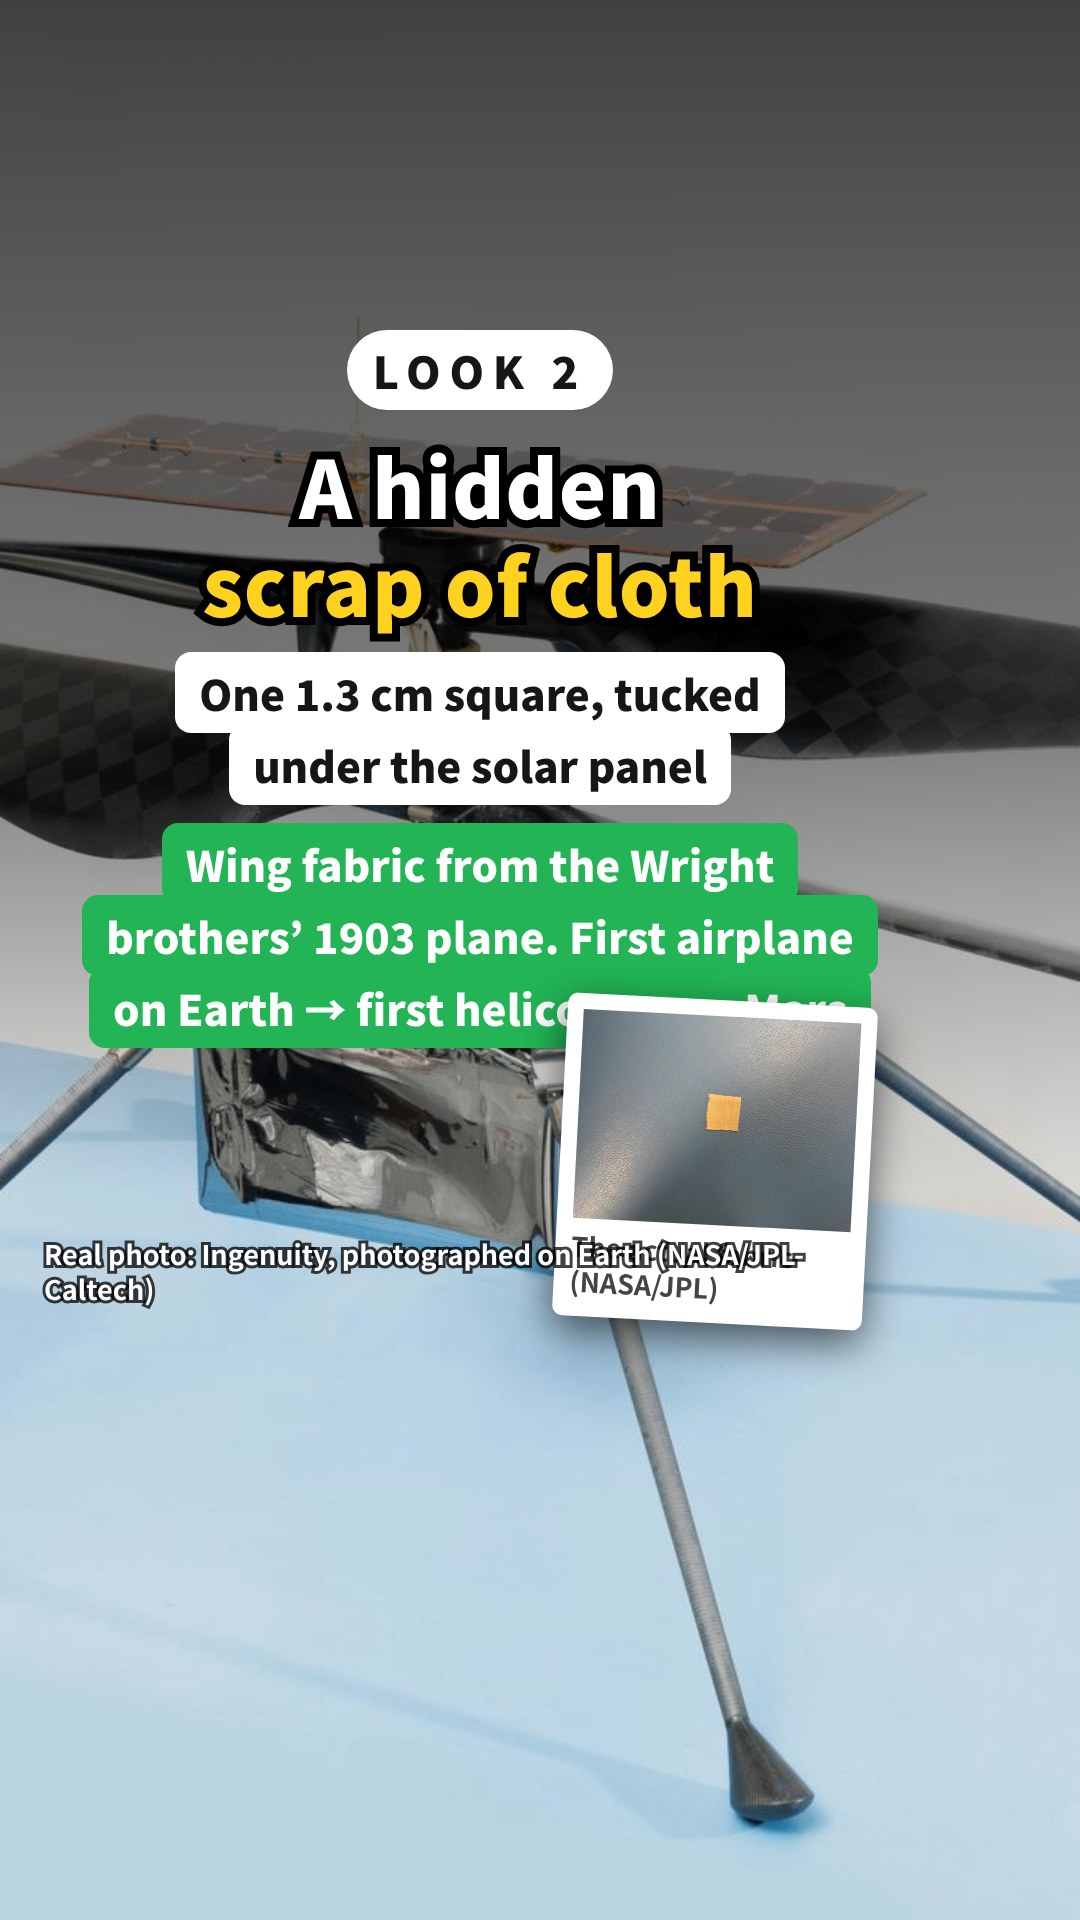 LOOK 2
A hidden
scrap of cloth
One 1.3 cm square, tucked
under the solar panel
Wing fabric from the Wright
brothers’ 1903 plane. First airplane
on Earth → first
Real photo: Ingenuity, photographed on Earth (NASA/JPL-
Caltech)
(NASA/JPL)